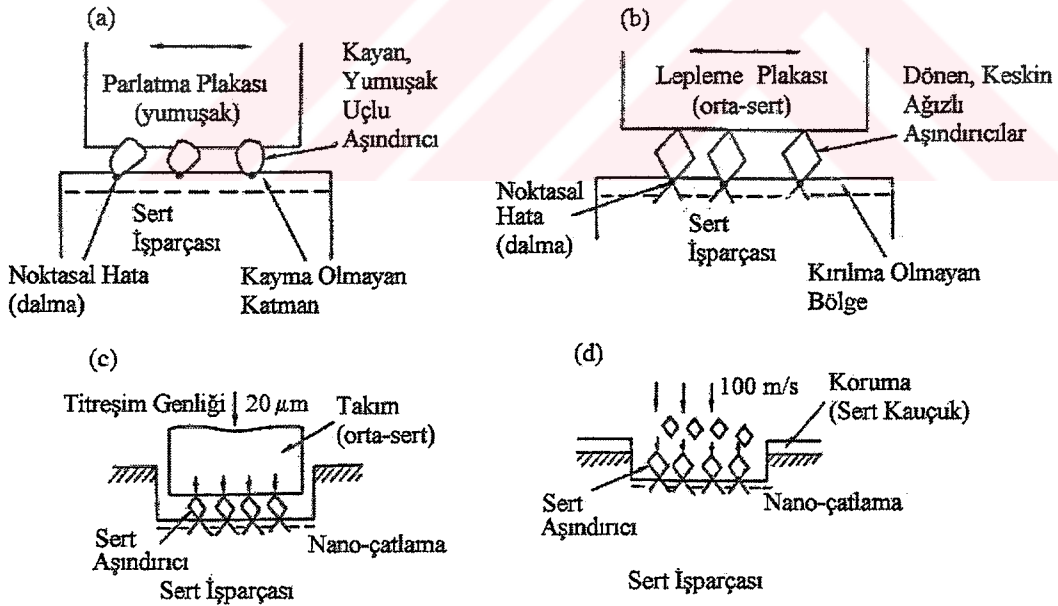 (a)
Parlatma Plakası
(yumuşak)
Kayan,
Yumuşak
Uçlu
Aşındırıcı
Sert
İşparçası
Noktasal Hata
(dalma)
Kayma Olmayan
Katman
(b)
Lepleme Plakası
(orta-sert)
Dönen, Keskin
Ağızlı
Aşındırıcılar
Noktasal
Hata
(dalma)
Sert
İşparçası
Kırılma Olmayan
Bölge
(c)
Titreşim Genliği 20 µm
Takım
(orta-sert)
Sert
Aşındırıcı
Nano-çatlama
Sert İşparçası
(d)
100 m/s
Koruma
(Sert Kauçuk)
Sert
Aşındırıcı
Nano-çatlama
Sert İşparçası